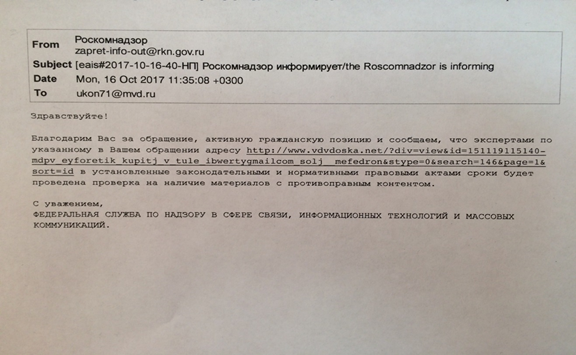 From Роскомнадзор
zapret-info-out@rkn.gov.ru
Subject [eais#2017-10-16-40-НП] Роскомнадзор информирует/the Roscomnadzor is informing
Date Mon, 16 Oct 2017 11:35:08 +0300
To ukon71@mvd.ru
Здравствуйте!
Благодарим Вас за обращение, активную гражданскую позицию и сообщаем, что экспертами по
указанному в Вашем обращении адресу http://www.vdvdoska.net/?div=view&id=151119115140-
mdpv_eyforetik_kupitj_v_tule_ibwertygmailcom_solj__mefedron&stype=0&search=146&page=1&
sort=id в установленные законодательными и нормативными правовыми актами сроки будет
проведена проверка на наличие материалов с противоправным контентом.
С уважением,
ФЕДЕРАЛЬНАЯ СЛУЖБА ПО НАДЗОРУ В СФЕРЕ СВЯЗИ, ИНФОРМАЦИОННЫХ ТЕХНОЛОГИЙ И МАССОВЫХ
КОММУНИКАЦИЙ.